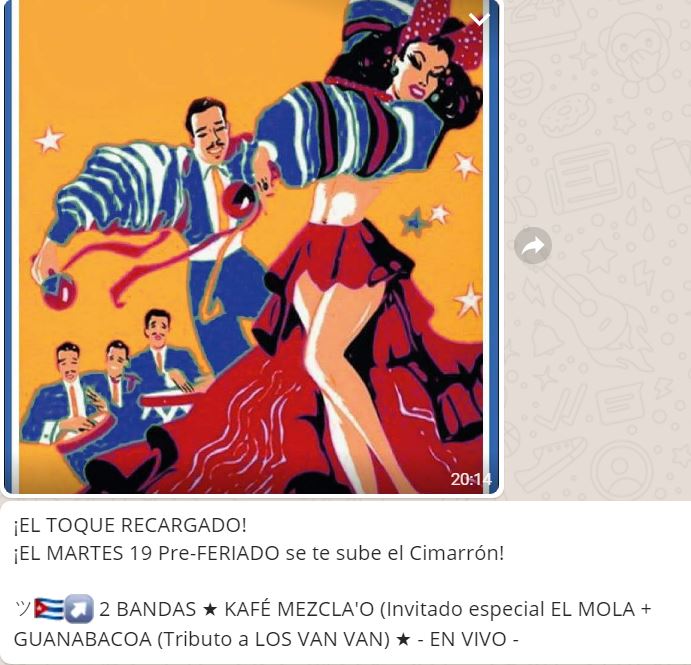 20:14
¡EL TOQUE RECARGADO!
¡EL MARTES 19 Pre-FERIADO se te sube el Cimarrón!
ツ🇨🇺↗️ 2 BANDAS ★ KAFÉ MEZCLA'O (Invitado especial EL MOLA +
GUANABACOA (Tributo a LOS VAN VAN) ★ - EN VIVO -